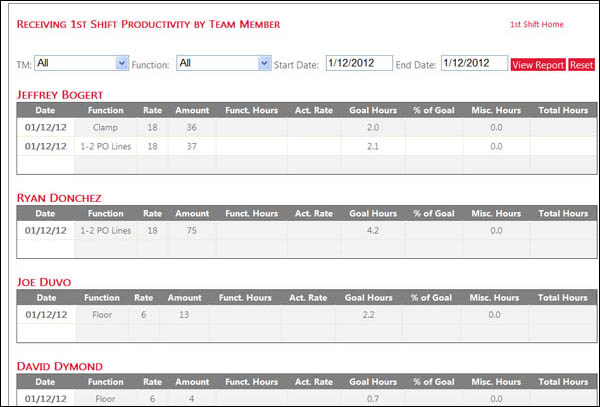 Receiving 1st Shift Productivity by Team Member 1st Shift Home
TM: All Function: All Start Date: 1/12/2012 End Date: 1/12/2012 View Report Reset
Jeffrey Bogert
Date Function Rate Amount Funct. Hours Act. Rate Goal Hours % of Goal Misc. Hours Total Hours
01/12/12 Clamp 18 36 2.0 0.0
01/12/12 1-2 PO Lines 18 37 2.1 0.0
Ryan Donchez
Date Function Rate Amount Funct. Hours Act. Rate Goal Hours % of Goal Misc. Hours Total Hours
01/12/12 1-2 PO Lines 18 75 4.2 0.0
Joe Duvo
Date Function Rate Amount Funct. Hours Act. Rate Goal Hours % of Goal Misc. Hours Total Hours
01/12/12 Floor 6 13 2.2 0.0
David Dymond
Date Function Rate Amount Funct. Hours Act. Rate Goal Hours % of Goal Misc. Hours Total Hours
01/12/12 Floor 6 4 0.7 0.0